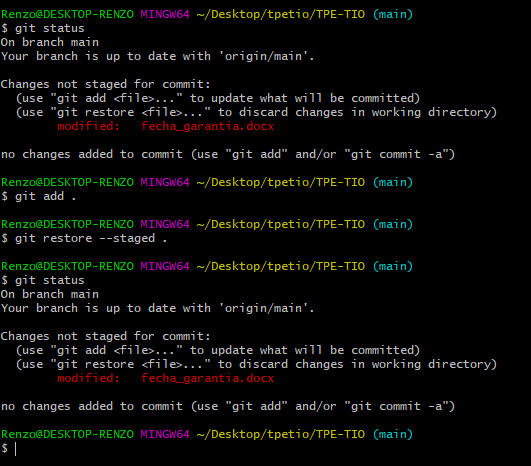 Renzo@DESKTOP-RENZO MINGW64 ~/Desktop/tpetio/TPE-TIO (main)
$ git status
On branch main
Your branch is up to date with 'origin/main'.

Changes not staged for commit:
  (use "git add <file>..." to update what will be committed)
  (use "git restore <file>..." to discard changes in working directory)
        modified:   fecha_garantia.docx

no changes added to commit (use "git add" and/or "git commit -a")

Renzo@DESKTOP-RENZO MINGW64 ~/Desktop/tpetio/TPE-TIO (main)
$ git add .

Renzo@DESKTOP-RENZO MINGW64 ~/Desktop/tpetio/TPE-TIO (main)
$ git restore --staged .

Renzo@DESKTOP-RENZO MINGW64 ~/Desktop/tpetio/TPE-TIO (main)
$ git status
On branch main
Your branch is up to date with 'origin/main'.

Changes not staged for commit:
  (use "git add <file>..." to update what will be committed)
  (use "git restore <file>..." to discard changes in working directory)
        modified:   fecha_garantia.docx

no changes added to commit (use "git add" and/or "git commit -a")

Renzo@DESKTOP-RENZO MINGW64 ~/Desktop/tpetio/TPE-TIO (main)
$